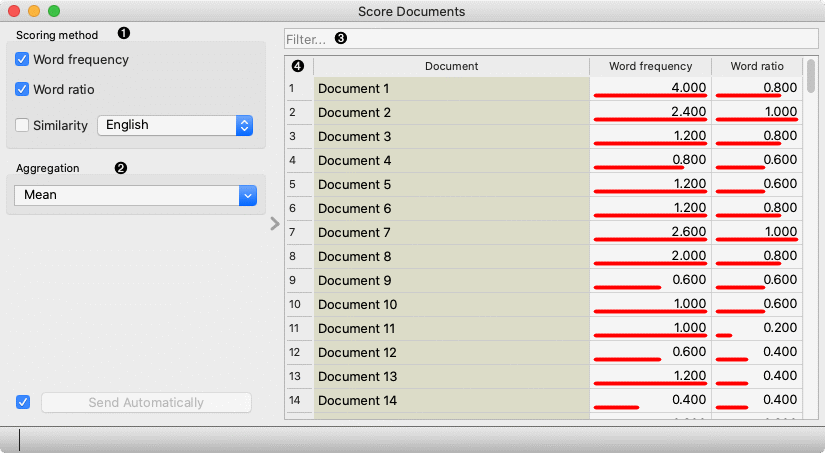 Score Documents
Scoring method ❶
Word frequency
Word ratio
Similarity English
Aggregation ❷
Mean
Send Automatically
Filter... ❸
❹ Document Word frequency Word ratio
1 Document 1 4.000 0.800
2 Document 2 2.400 1.000
3 Document 3 1.200 0.800
4 Document 4 0.800 0.600
5 Document 5 1.200 0.600
6 Document 6 1.200 0.800
7 Document 7 2.600 1.000
8 Document 8 2.000 0.800
9 Document 9 0.600 0.600
10 Document 10 1.000 0.600
11 Document 11 1.000 0.200
12 Document 12 0.600 0.400
13 Document 13 1.200 0.400
14 Document 14 0.400 0.400